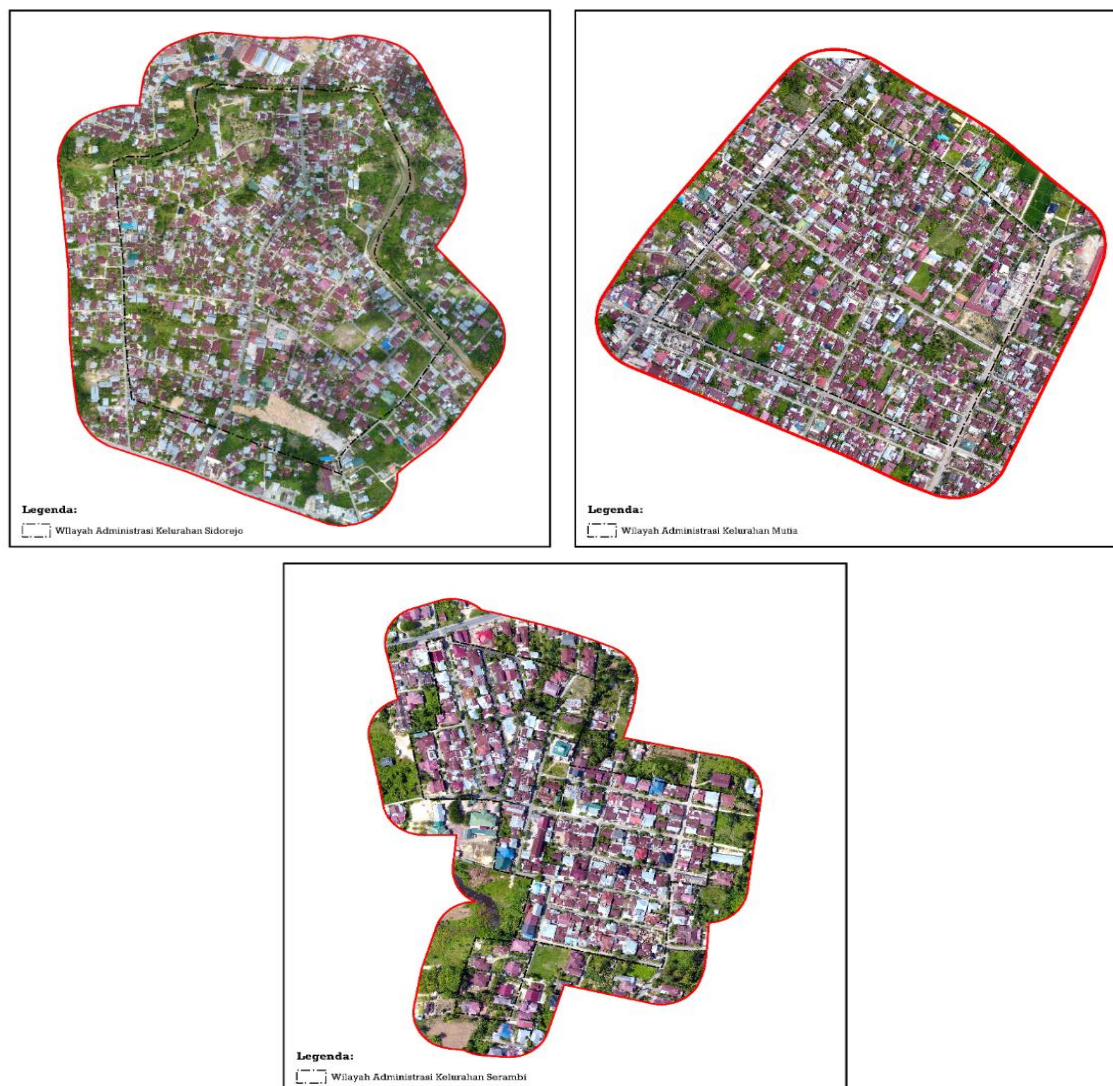 Legenda:
Wilayah Administrasi Kelurahan Sidorejo
Legenda:
Wilayah Administrasi Kelurahan Mutia
Legenda:
Wilayah Administrasi Kelurahan Serambi